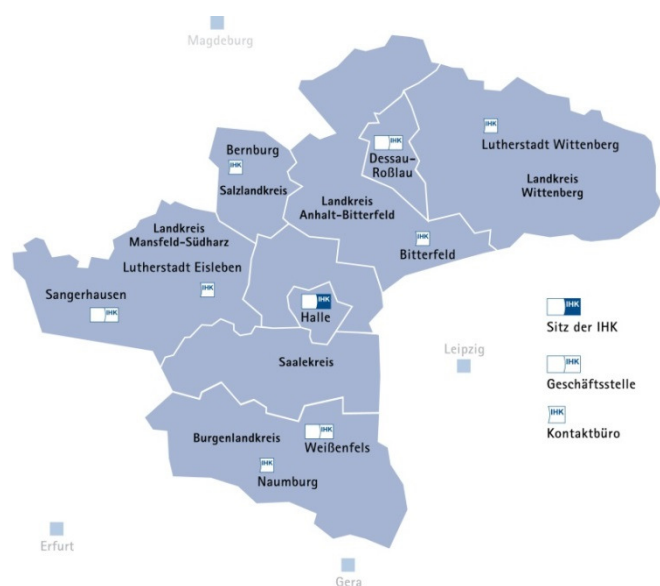 Magdeburg
IHK
Dessau-
Roßlau
IHK
Lutherstadt Wittenberg
Landkreis
Wittenberg
Bernburg
IHK
Salzlandkreis
Landkreis
Anhalt-Bitterfeld
IHK
Bitterfeld
Landkreis
Mansfeld-Südharz
Lutherstadt Eisleben
IHK
Sangerhausen
IHK
IHK
Halle
Saalekreis
Leipzig
IHK
Sitz der IHK
IHK
Geschäftsstelle
IHK
Kontaktbüro
Burgenlandkreis
IHK
Weißenfels
IHK
Naumburg
Erfurt
Gera